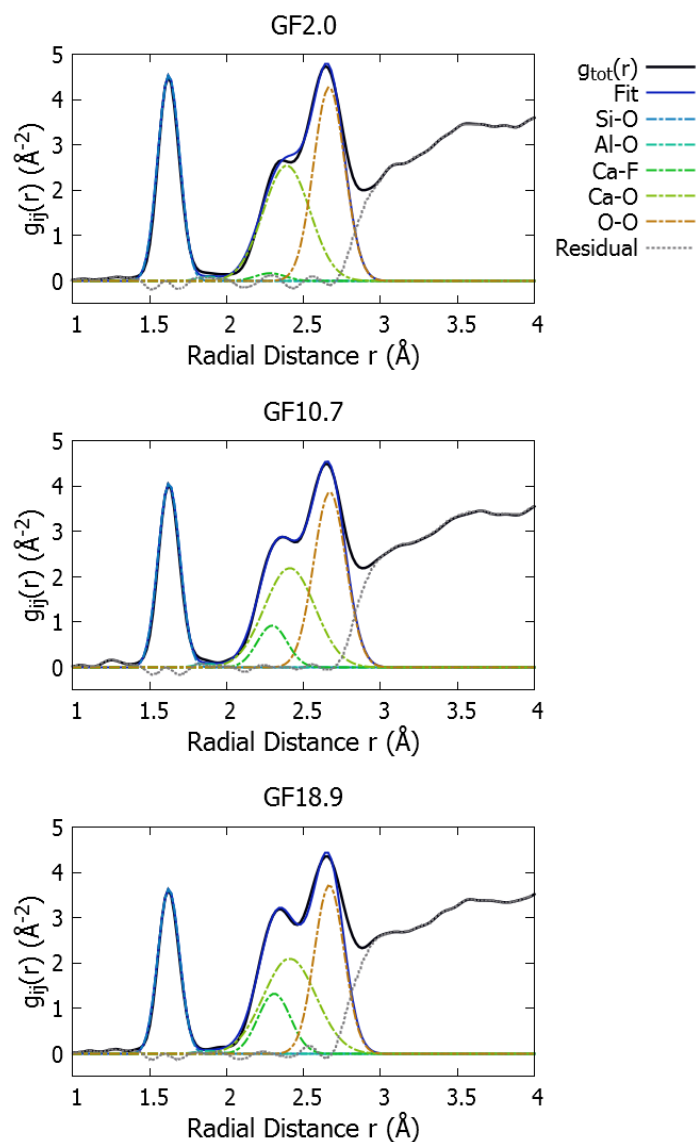 GF2.0
g_tot(r)
Fit
Si-O
Al-O
Ca-F
Ca-O
O-O
Residual
5
4
3
2
1
0
g_ij(r) (Å⁻²)
1 1.5 2 2.5 3 3.5 4
Radial Distance r (Å)
GF10.7
5
4
3
2
1
0
g_ij(r) (Å⁻²)
1 1.5 2 2.5 3 3.5 4
Radial Distance r (Å)
GF18.9
5
4
3
2
1
0
g_ij(r) (Å⁻²)
1 1.5 2 2.5 3 3.5 4
Radial Distance r (Å)